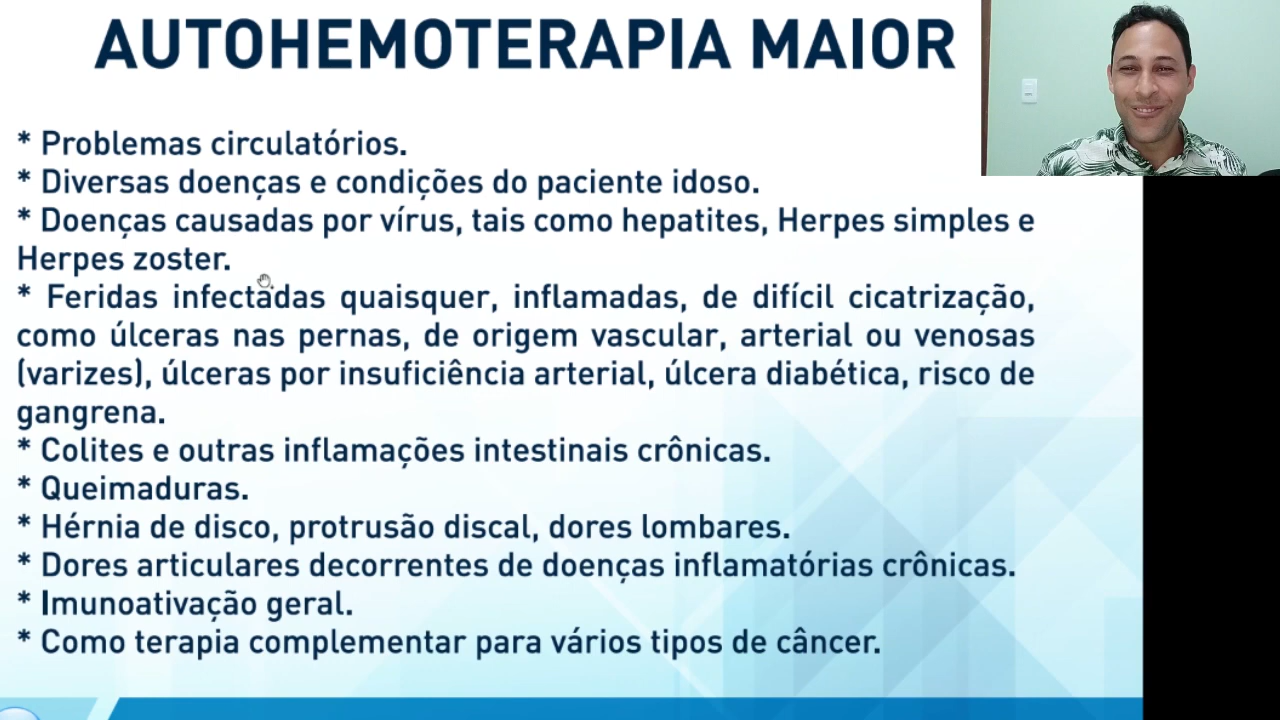 AUTOHEMOTERAPIA MAIOR
* Problemas circulatórios.
* Diversas doenças e condições do paciente idoso.
* Doenças causadas por vírus, tais como hepatites, Herpes simples e
Herpes zoster.
* Feridas infectadas quaisquer, inflamadas, de difícil cicatrização,
como úlceras nas pernas, de origem vascular, arterial ou venosas
(varizes), úlceras por insuficiência arterial, úlcera diabética, risco de
gangrena.
* Colites e outras inflamações intestinais crônicas.
* Queimaduras.
* Hérnia de disco, protrusão discal, dores lombares.
* Dores articulares decorrentes de doenças inflamatórias crônicas.
* Imunoativação geral.
* Como terapia complementar para vários tipos de câncer.